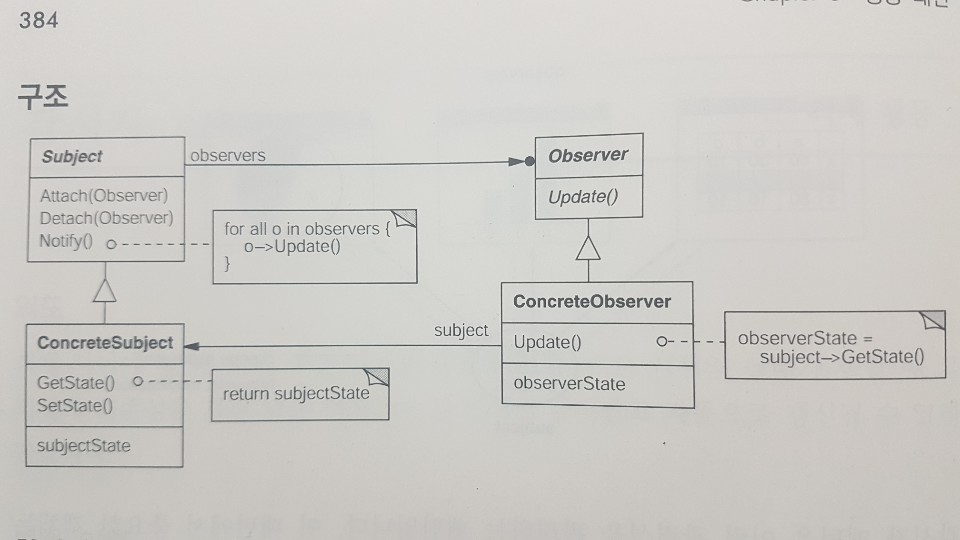 384
구조
Subject
Attach(Observer)
Detach(Observer)
Notify()
observers
for all o in observers {
o->Update()
}
Observer
Update()
ConcreteSubject
GetState()
SetState()
subjectState
return subjectState
subject
ConcreteObserver
Update()
observerState
observerState =
subject->GetState()